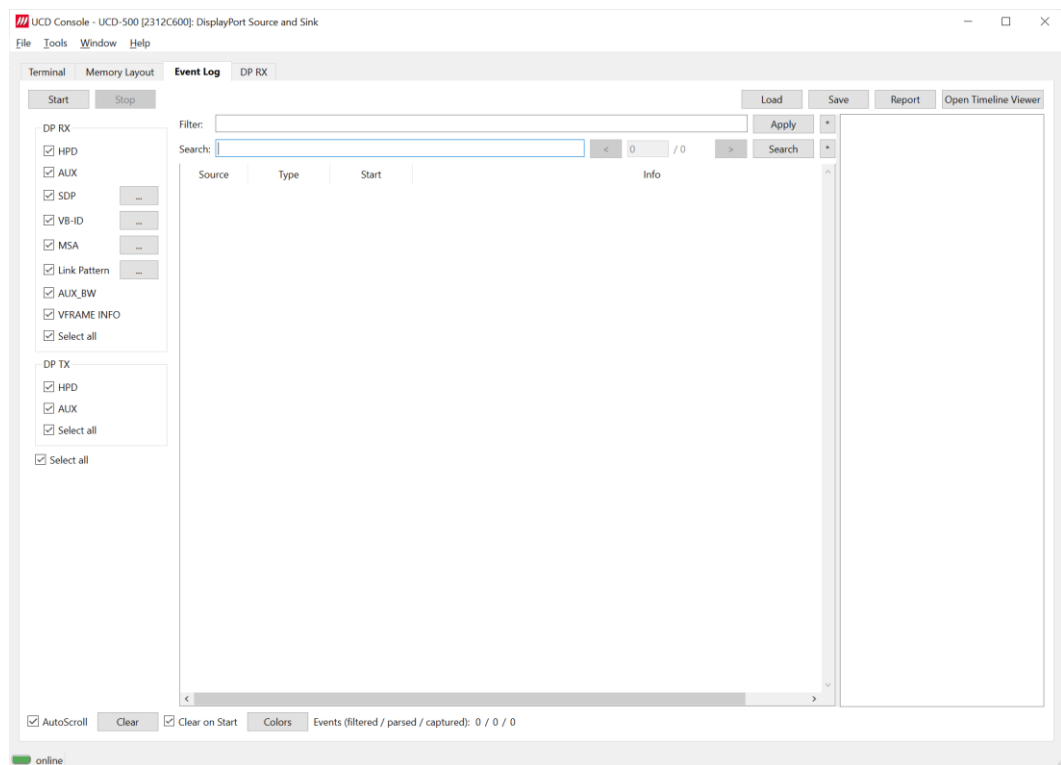 UCD Console - UCD-500 [2312C600]: DisplayPort Source and Sink
File Tools Window Help
Terminal Memory Layout Event Log DP RX
Start Stop Load Save Report Open Timeline Viewer
DP RX
HPD
AUX
SDP ...
VB-ID ...
MSA ...
Link Pattern ...
AUX_BW
VFRAME INFO
Select all
DP TX
HPD
AUX
Select all
Select all
Filter: Apply *
Search: < 0 / 0 > Search *
Source Type Start Info
AutoScroll Clear Clear on Start Colors Events (filtered / parsed / captured): 0 / 0 / 0
online